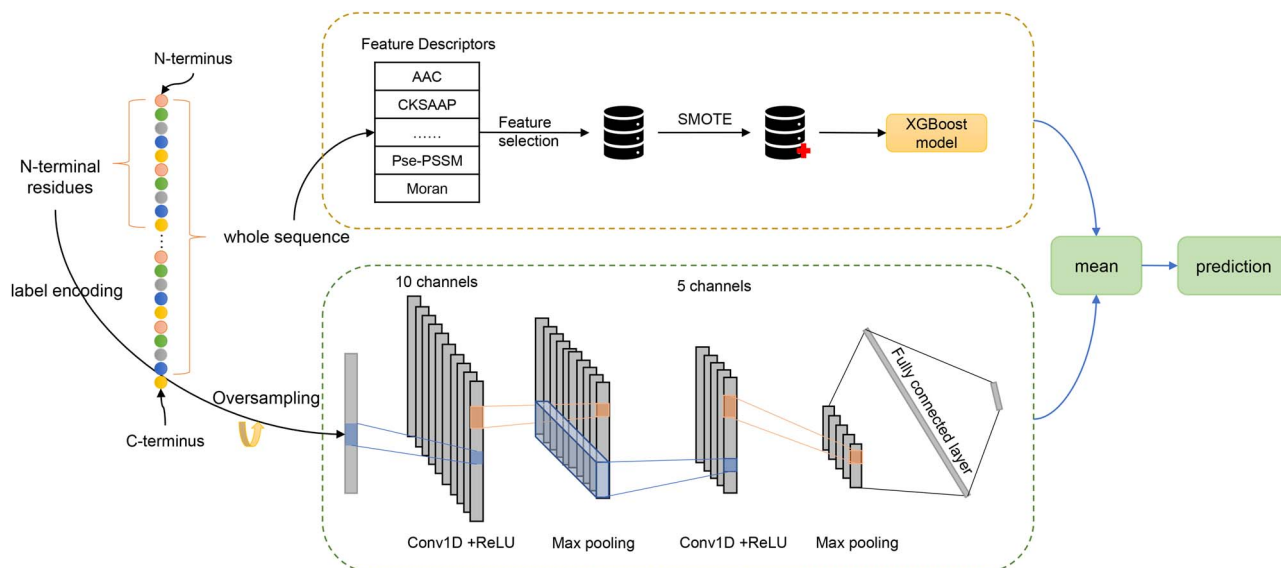 N-terminus
N-terminal
residues
whole sequence
label encoding
C-terminus
Oversampling
Feature Descriptors
AAC
CKSAAP
......
Pse-PSSM
Moran
Feature
selection
SMOTE
XGBoost
model
10 channels
5 channels
Fully connected layer
Conv1D +ReLU
Max pooling
Conv1D +ReLU
Max pooling
mean
prediction